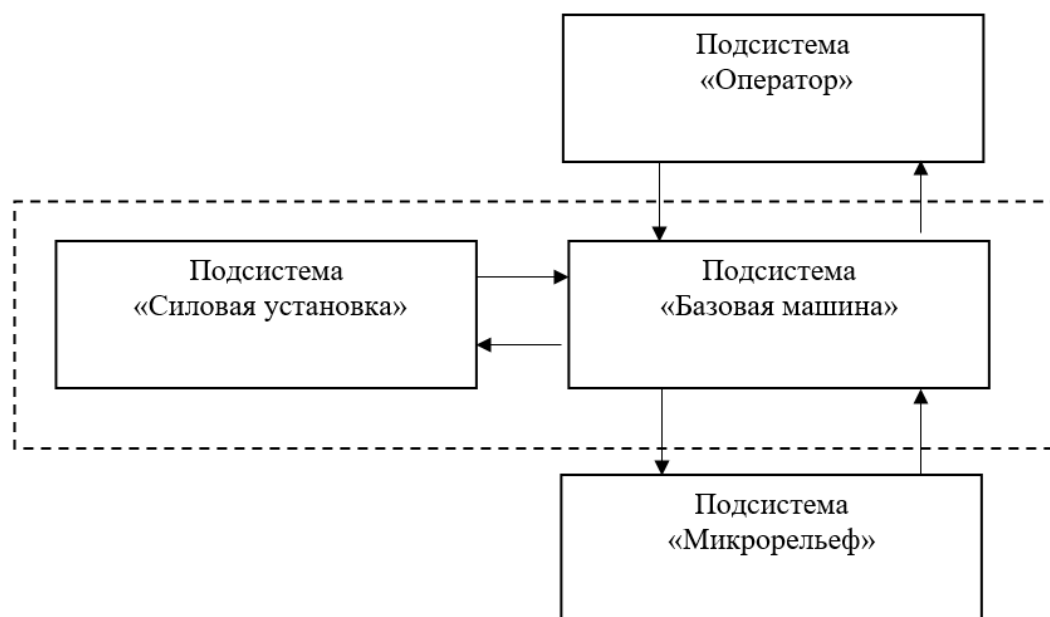 Подсистема
«Оператор»
Подсистема
«Силовая установка»
Подсистема
«Базовая машина»
Подсистема
«Микрорельеф»